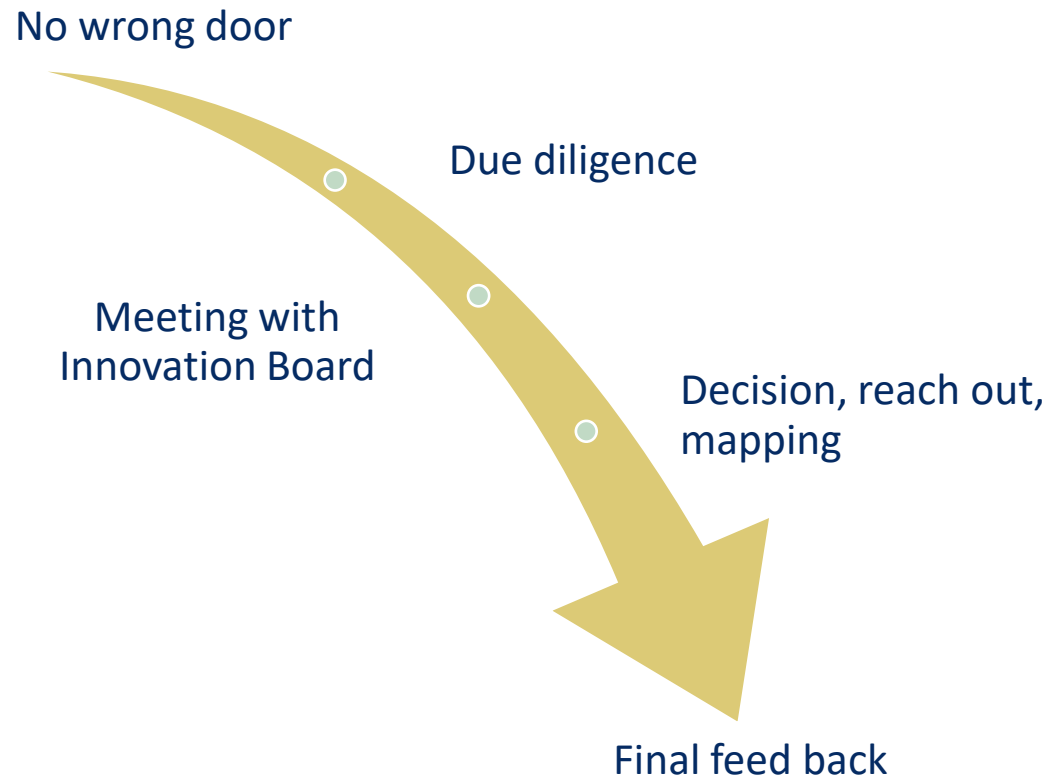 No wrong door
Due diligence
Meeting with
Innovation Board
Decision, reach out,
mapping
Final feed back